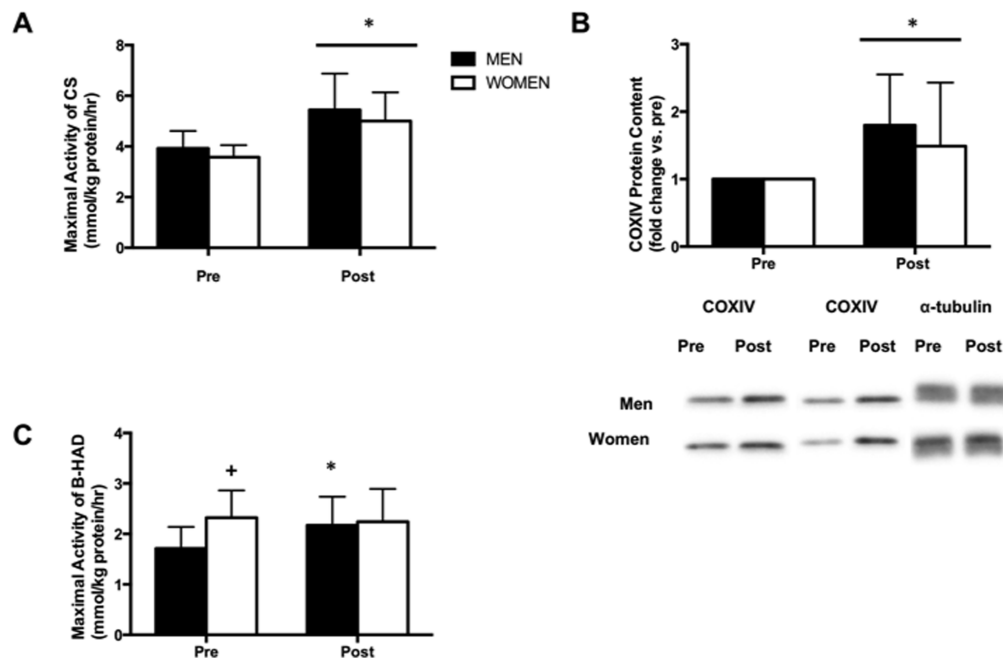 A
Maximal Activity of CS
(mmol/kg protein/hr)
8
6
4
2
0
*
Pre
Post
MEN
WOMEN
B
COXIV Protein Content
(fold change vs. pre)
3
2
1
0
*
Pre
Post
COXIV
COXIV
α-tubulin
Pre
Post
Pre
Post
Pre
Post
Men
Women
C
Maximal Activity of B-HAD
(mmol/kg protein/hr)
4
3
2
1
0
+
*
Pre
Post